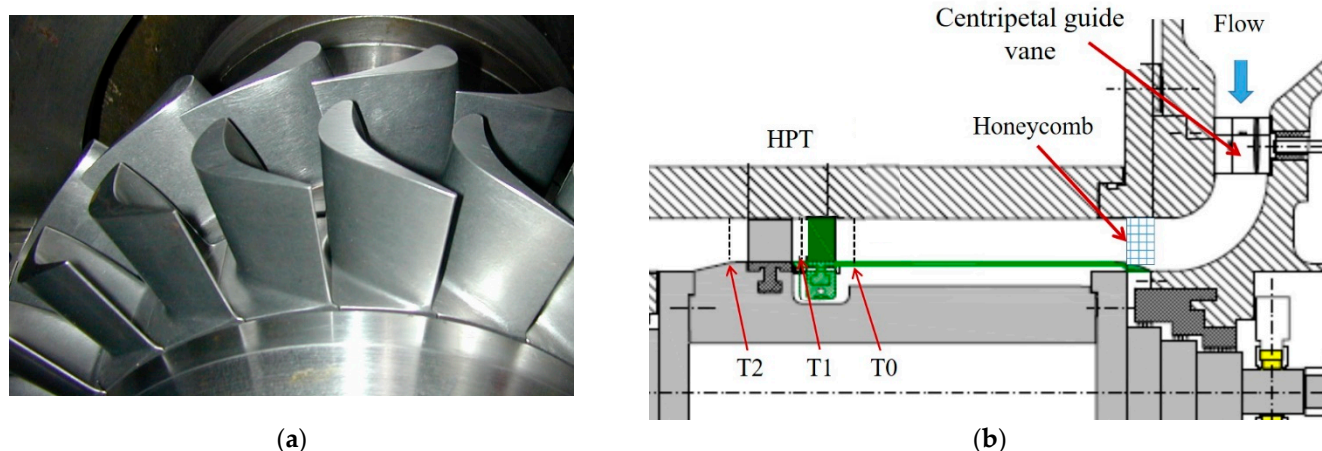 Centripetal guide
vane
Flow
Honeycomb
HPT
T2
T1
T0
(a)
(b)